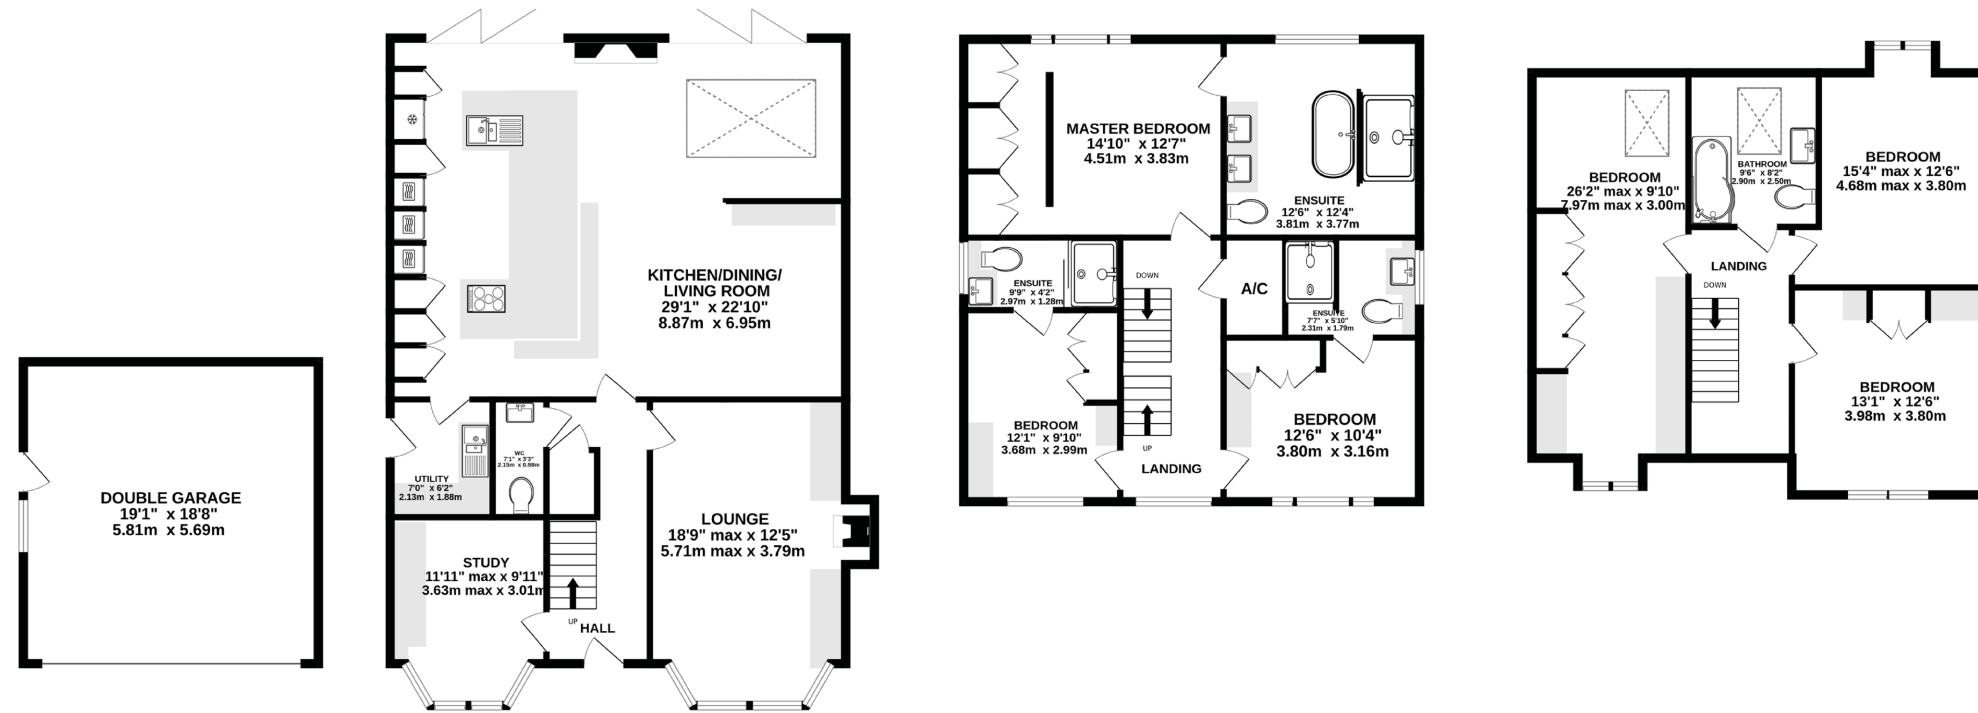 DOUBLE GARAGE
19'1" x 18'8"
5.81m x 5.69m
KITCHEN/DINING/
LIVING ROOM
29'1" x 22'10"
8.87m x 6.95m
UTILITY
7'0" x 6'2"
2.13m x 1.88m
WC
7'1" x 3'3"
2.15m x 0.98m
STUDY
11'11" max x 9'11"
3.63m max x 3.01m
LOUNGE
18'9" max x 12'5"
5.71m max x 3.79m
UP
HALL
MASTER BEDROOM
14'10" x 12'7"
4.51m x 3.83m
ENSUITE
12'6" x 12'4"
3.81m x 3.77m
ENSUITE
9'9" x 4'2"
2.97m x 1.28m
DOWN
A/C
ENSUITE
7'7" x 5'10"
2.31m x 1.79m
BEDROOM
12'1" x 9'10"
3.68m x 2.99m
UP
LANDING
BEDROOM
12'6" x 10'4"
3.80m x 3.16m
BEDROOM
26'2" max x 9'10"
7.97m max x 3.00m
BATHROOM
9'6" x 8'2"
2.90m x 2.50m
BEDROOM
15'4" max x 12'6"
4.68m max x 3.80m
LANDING
DOWN
BEDROOM
13'1" x 12'6"
3.98m x 3.80m